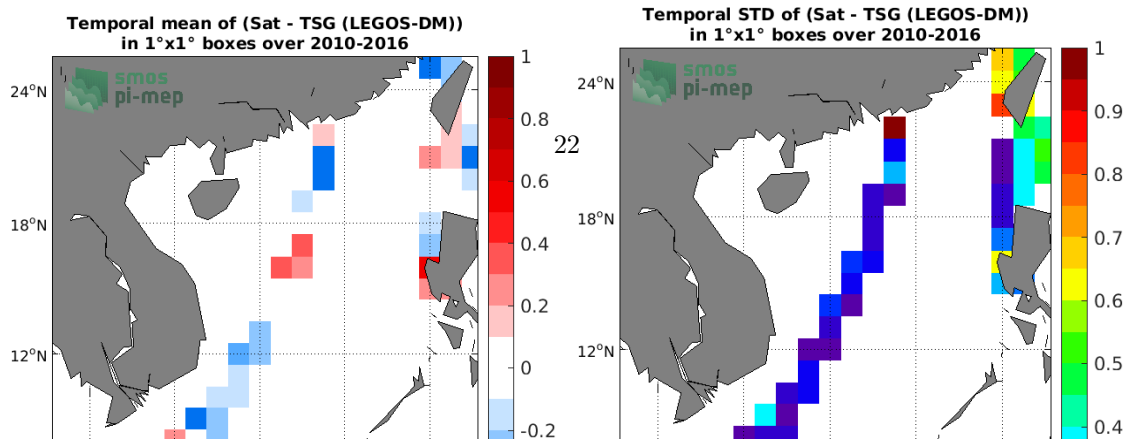 Temporal mean of (Sat - TSG (LEGOS-DM))
in 1°x1° boxes over 2010-2016
smos
pi-mep
24°N
18°N
12°N
1
0.8
0.6
0.4
0.2
0
-0.2
22
Temporal STD of (Sat - TSG (LEGOS-DM))
in 1°x1° boxes over 2010-2016
smos
pi-mep
24°N
18°N
12°N
1
0.9
0.8
0.7
0.6
0.5
0.4